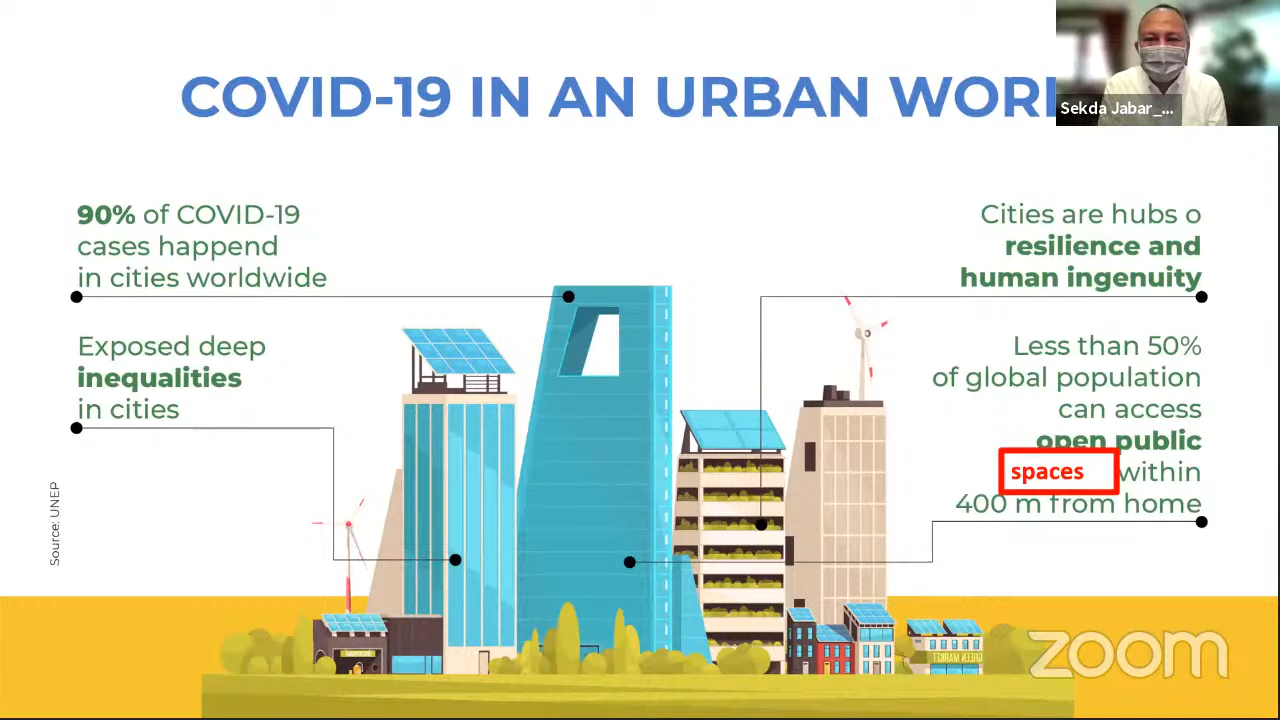 COVID-19 IN AN URBAN WORL
Sekda Jabar_...
90% of COVID-19
cases happend
in cities worldwide
Exposed deep
inequalities
in cities
Cities are hubs o
resilience and
human ingenuity
Less than 50%
of global population
can access
open public
spaces within
400 m from home
Source: UNEP
GREEN MARKET
zoom